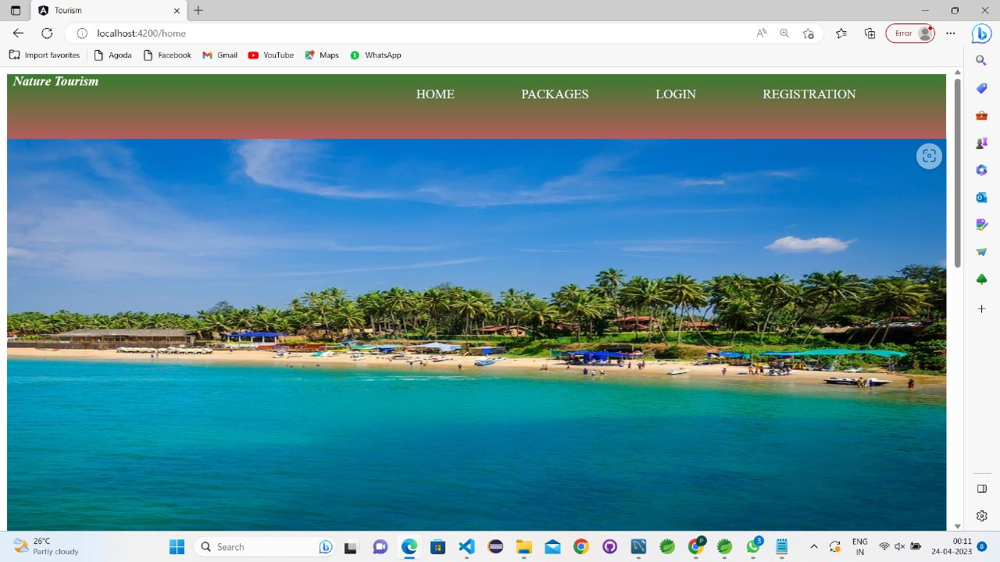 Tourism
localhost:4200/home
Error
Import favorites Agoda Facebook Gmail YouTube Maps WhatsApp
Nature Tourism
HOME PACKAGES LOGIN REGISTRATION
26°C
Partly cloudy
Search
P
3
ENG
IN
00:11
24-04-2023
8